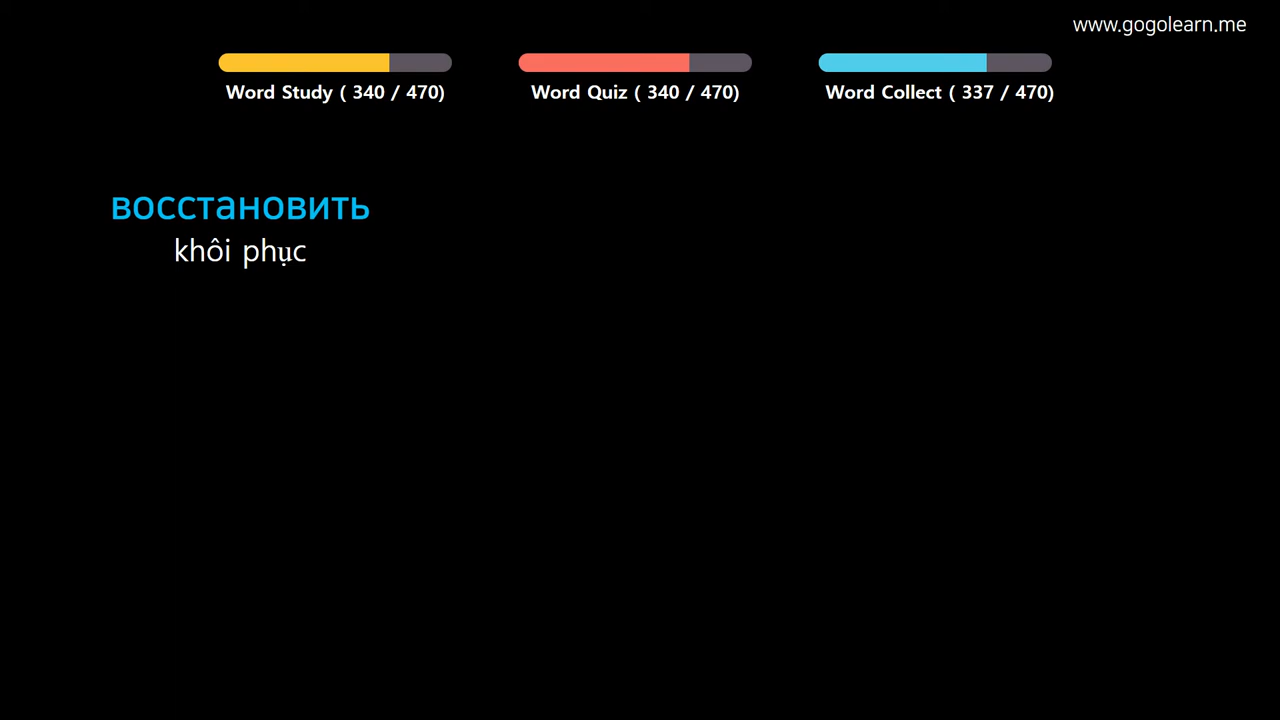 www.gogolearn.me
Word Study ( 340 / 470)
Word Quiz ( 340 / 470)
Word Collect ( 337 / 470)
восстановить
khôi phục